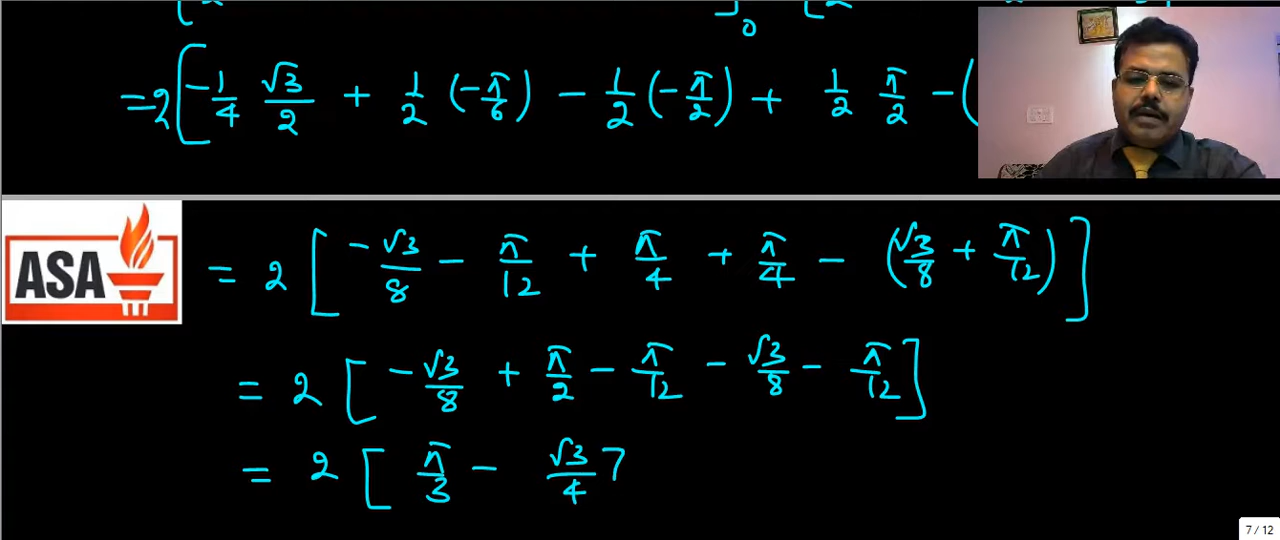 = 2 [ -1/4 √3/2 + 1/2 (-π/6) - 1/2 (-π/2) + 1/2 π/2 - (
= 2 [ -√3/8 - π/12 + π/4 + π/4 - (√3/8 + π/12) ]
ASA
= 2 [ -√3/8 + π/2 - π/12 - √3/8 - π/12 ]
= 2 [ π/3 - √3/4 ]
7 / 12